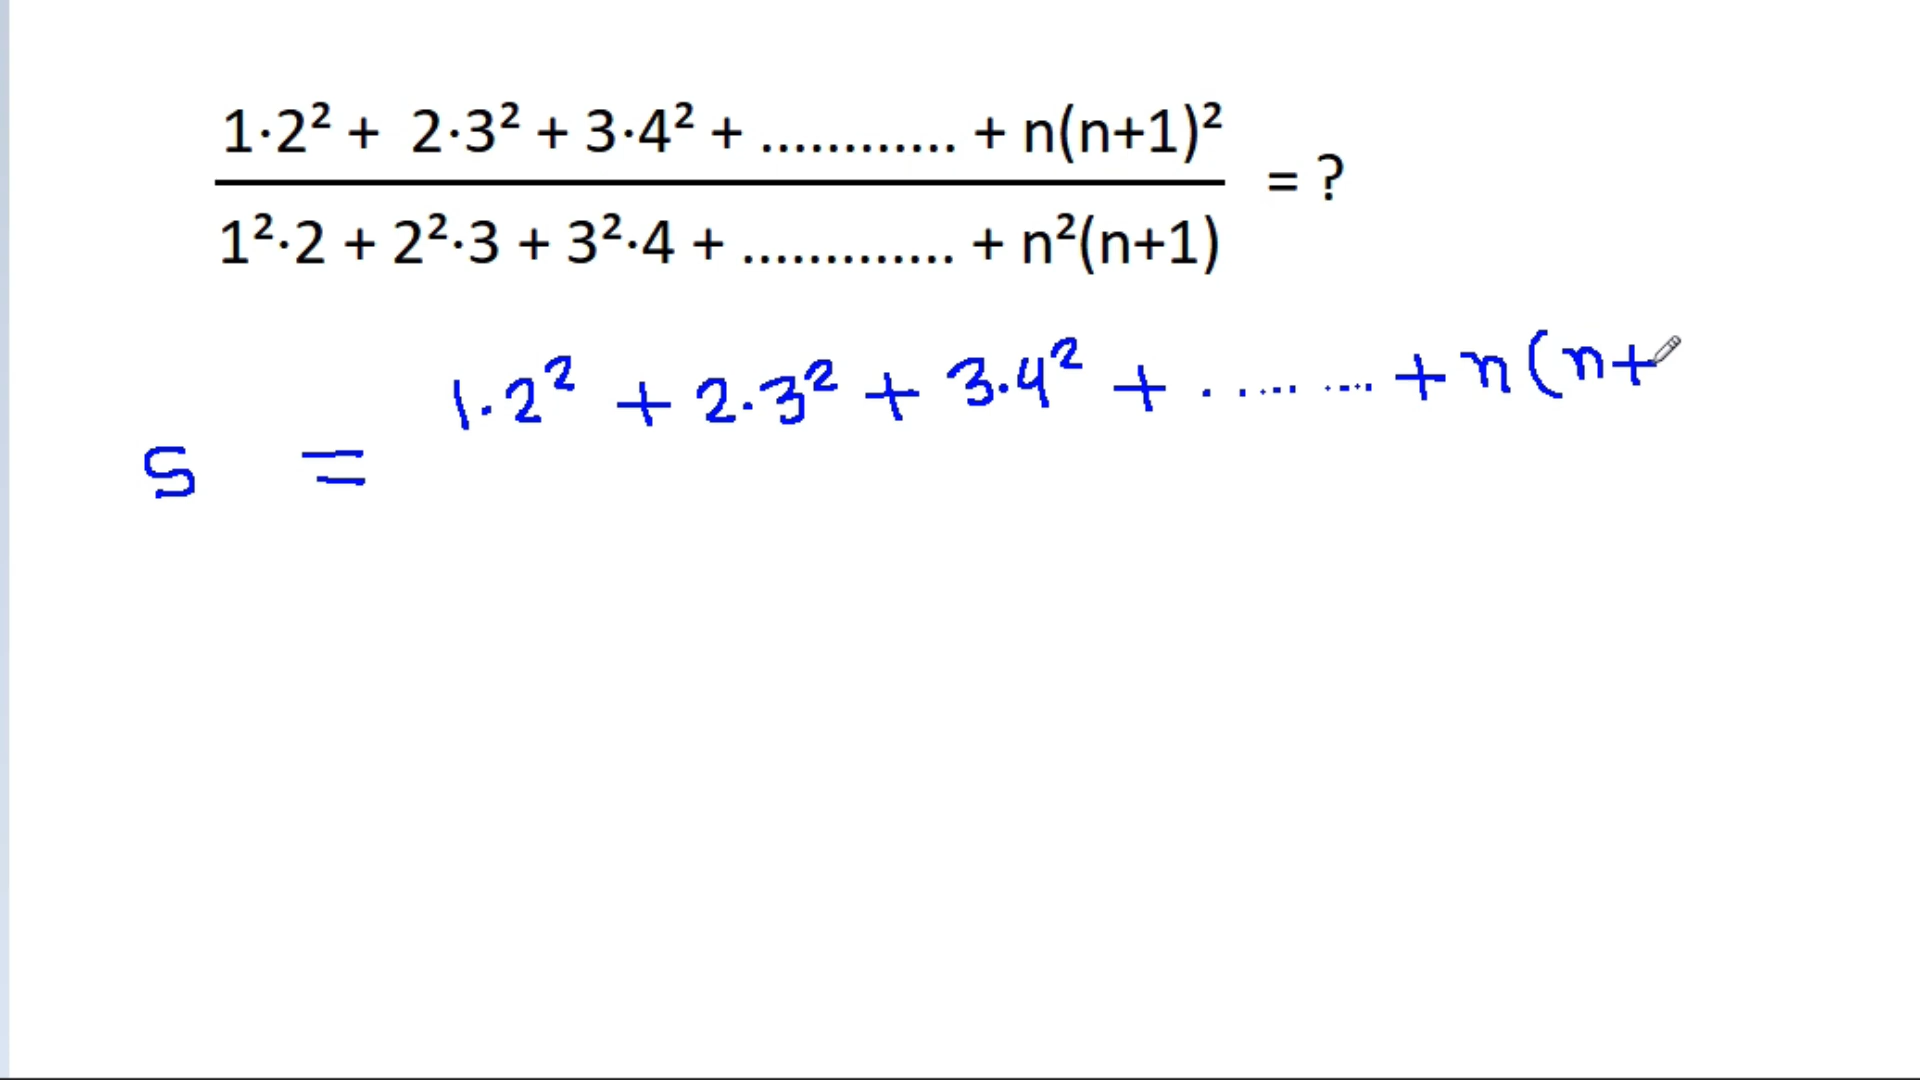 1·2² + 2·3² + 3·4² + ............ + n(n+1)²
= ?
1²·2 + 2²·3 + 3²·4 + ............. + n²(n+1)
1·2² + 2·3² + 3·4² + ........ + n(n+
S =